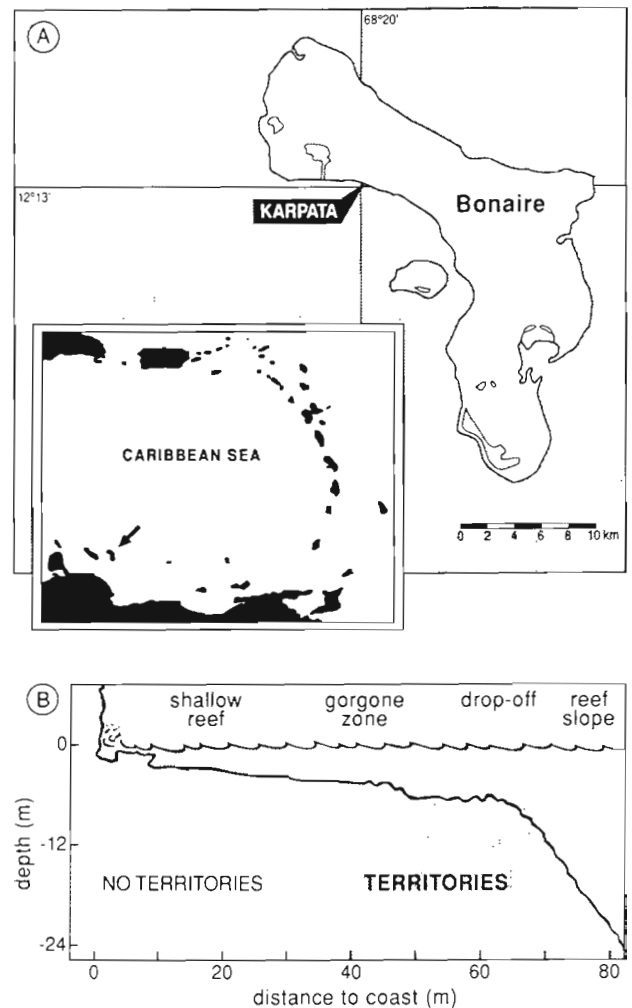 A
68°20'
12°13'
KARPATA
Bonaire
CARIBBEAN SEA
0 2 4 6 8 10 km
B
shallow reef
gorgone zone
drop-off
reef slope
0
-12
-24
depth (m)
NO TERRITORIES
TERRITORIES
0 20 40 60 80
distance to coast (m)